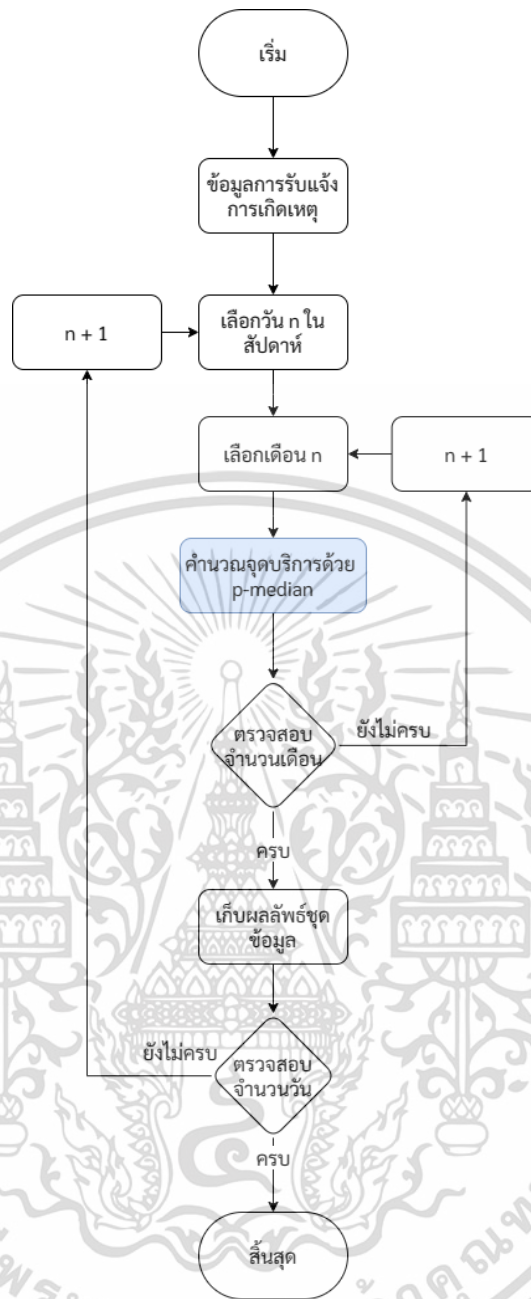 เริ่ม
ข้อมูลการรับแจ้ง
การเกิดเหตุ
n + 1
เลือกวัน n ใน
สัปดาห์
เลือกเดือน n
n + 1
คำนวณจุดบริการด้วย
p-median
ตรวจสอบ
จำนวนเดือน
ยังไม่ครบ
ครบ
เก็บผลลัพธ์ชุด
ข้อมูล
ยังไม่ครบ
ตรวจสอบ
จำนวนวัน
ครบ
สิ้นสุด